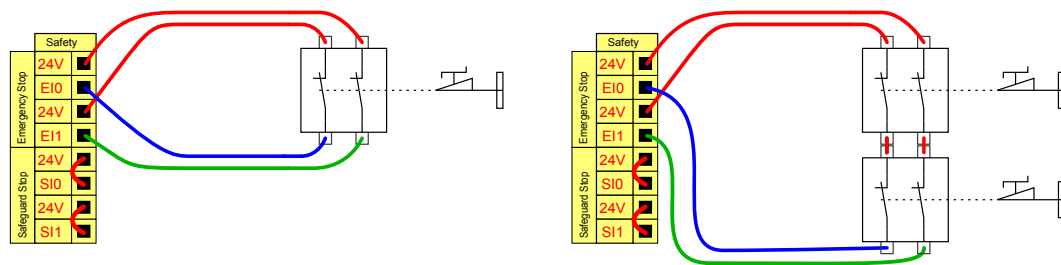 Safety
Emergency Stop
24V
EI0
24V
EI1
Safeguard Stop
24V
SI0
24V
SI1
Safety
Emergency Stop
24V
EI0
24V
EI1
Safeguard Stop
24V
SI0
24V
SI1